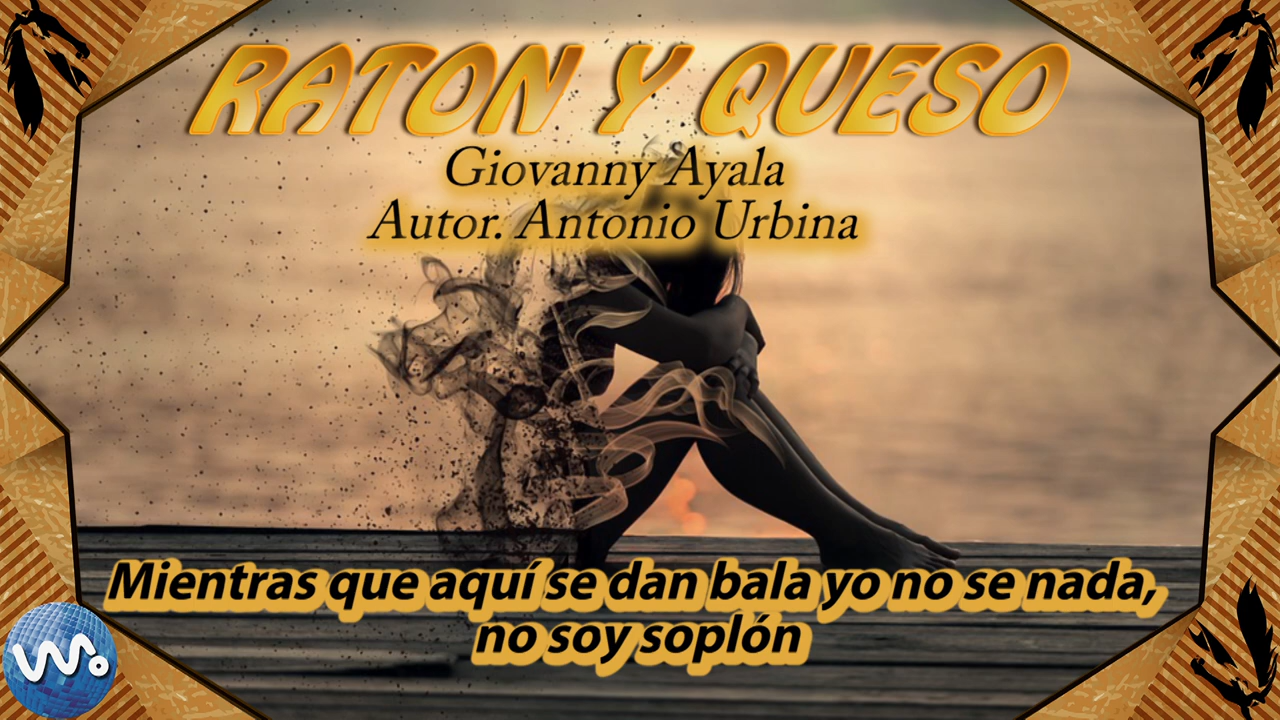 RATON Y QUESO
Giovanny Ayala
Autor. Antonio Urbina
Mientras que aquí se dan bala yo no se nada,
no soy soplón